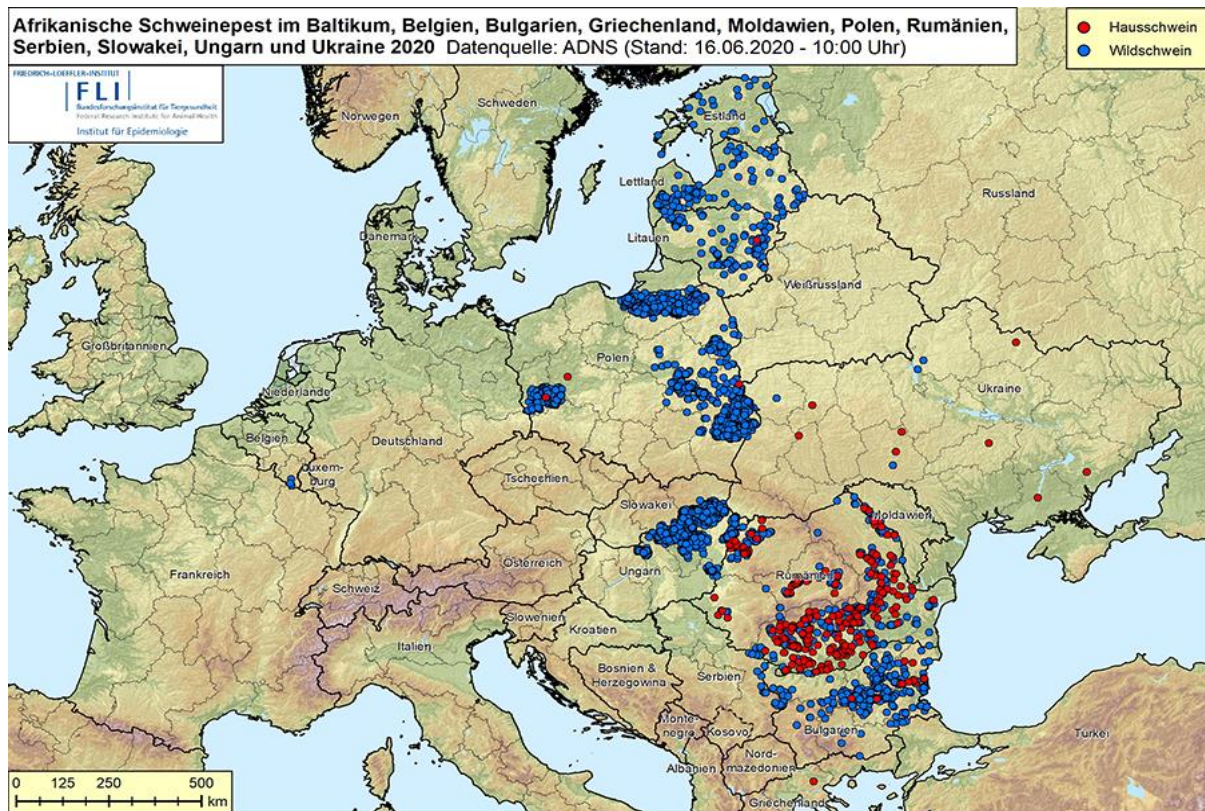 Afrikanische Schweinepest im Baltikum, Belgien, Bulgarien, Griechenland, Moldawien, Polen, Rumänien,
Serbien, Slowakei, Ungarn und Ukraine 2020 Datenquelle: ADNS (Stand: 16.06.2020 - 10:00 Uhr)
Hausschwein
Wildschwein
FRIEDRICH-LOEFFLER-INSTITUT
FLI
Bundesforschungsinstitut für Tiergesundheit
Federal Research Institute for Animal Health
Institut für Epidemiologie
Schweden
Norwegen
Estland
Lettland
Russland
Dänemark
Litauen
Weißrussland
Großbritannien
Polen
Niederlande
Ukraine
Belgien
Deutschland
Luxem-
burg
Tschechien
Slowakei
Moldawien
Frankreich
Österreich
Ungarn
Rumänien
Schweiz
Slowenien
Kroatien
Italien
Bosnien &
Herzegowina
Serbien
Monte-
negro
Kosovo
Bulgarien
Türkei
Albanien
Nord-
mazedonien
Griechenland
0 125 250 500
km